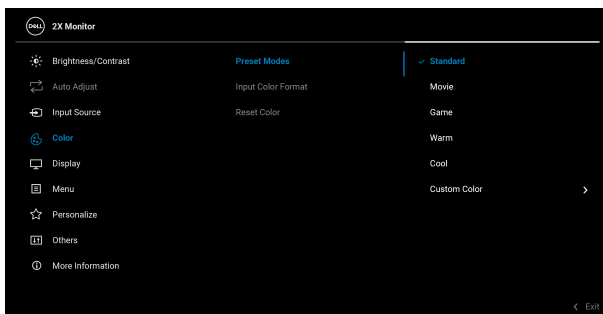 DELL 2X Monitor
Brightness/Contrast Preset Modes Standard
Auto Adjust Input Color Format Movie
Input Source Reset Color Game
Color Warm
Display Cool
Menu Custom Color
Personalize
Others
More Information
Exit